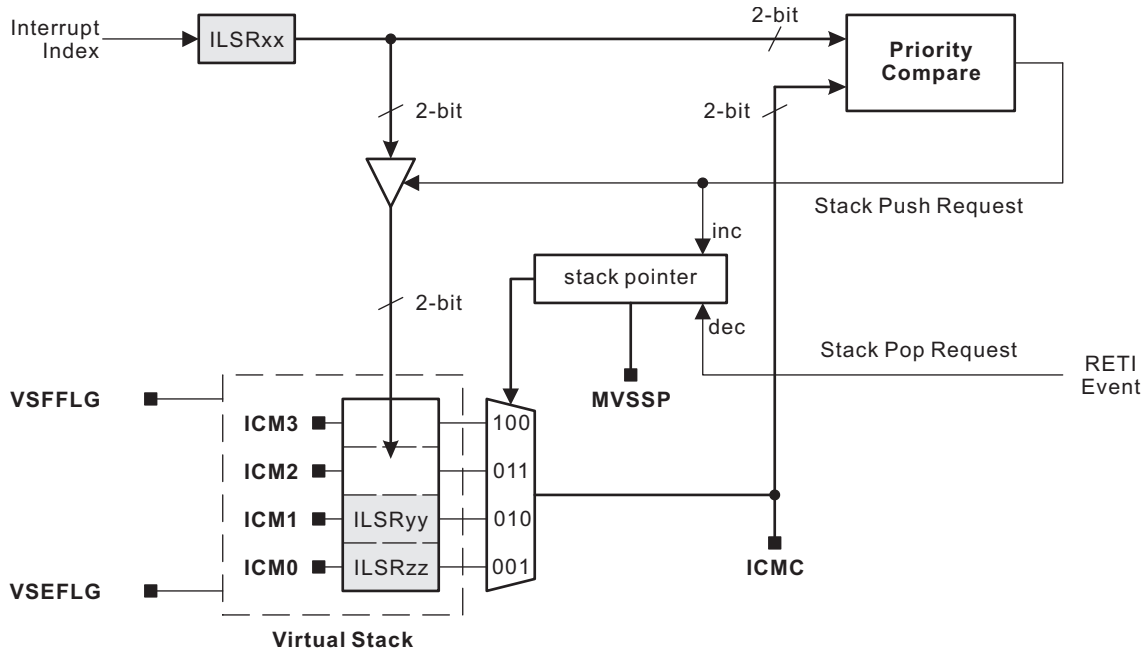 Interrupt
Index
ILSRxx
2-bit
Priority
Compare
2-bit
2-bit
Stack Push Request
inc
stack pointer
2-bit
dec
Stack Pop Request
RETI
Event
MVSSP
VSFFLG
ICM3
100
ICM2
011
ICM1
ILSRyy
010
ICM0
ILSRzz
001
ICMC
VSEFLG
Virtual Stack